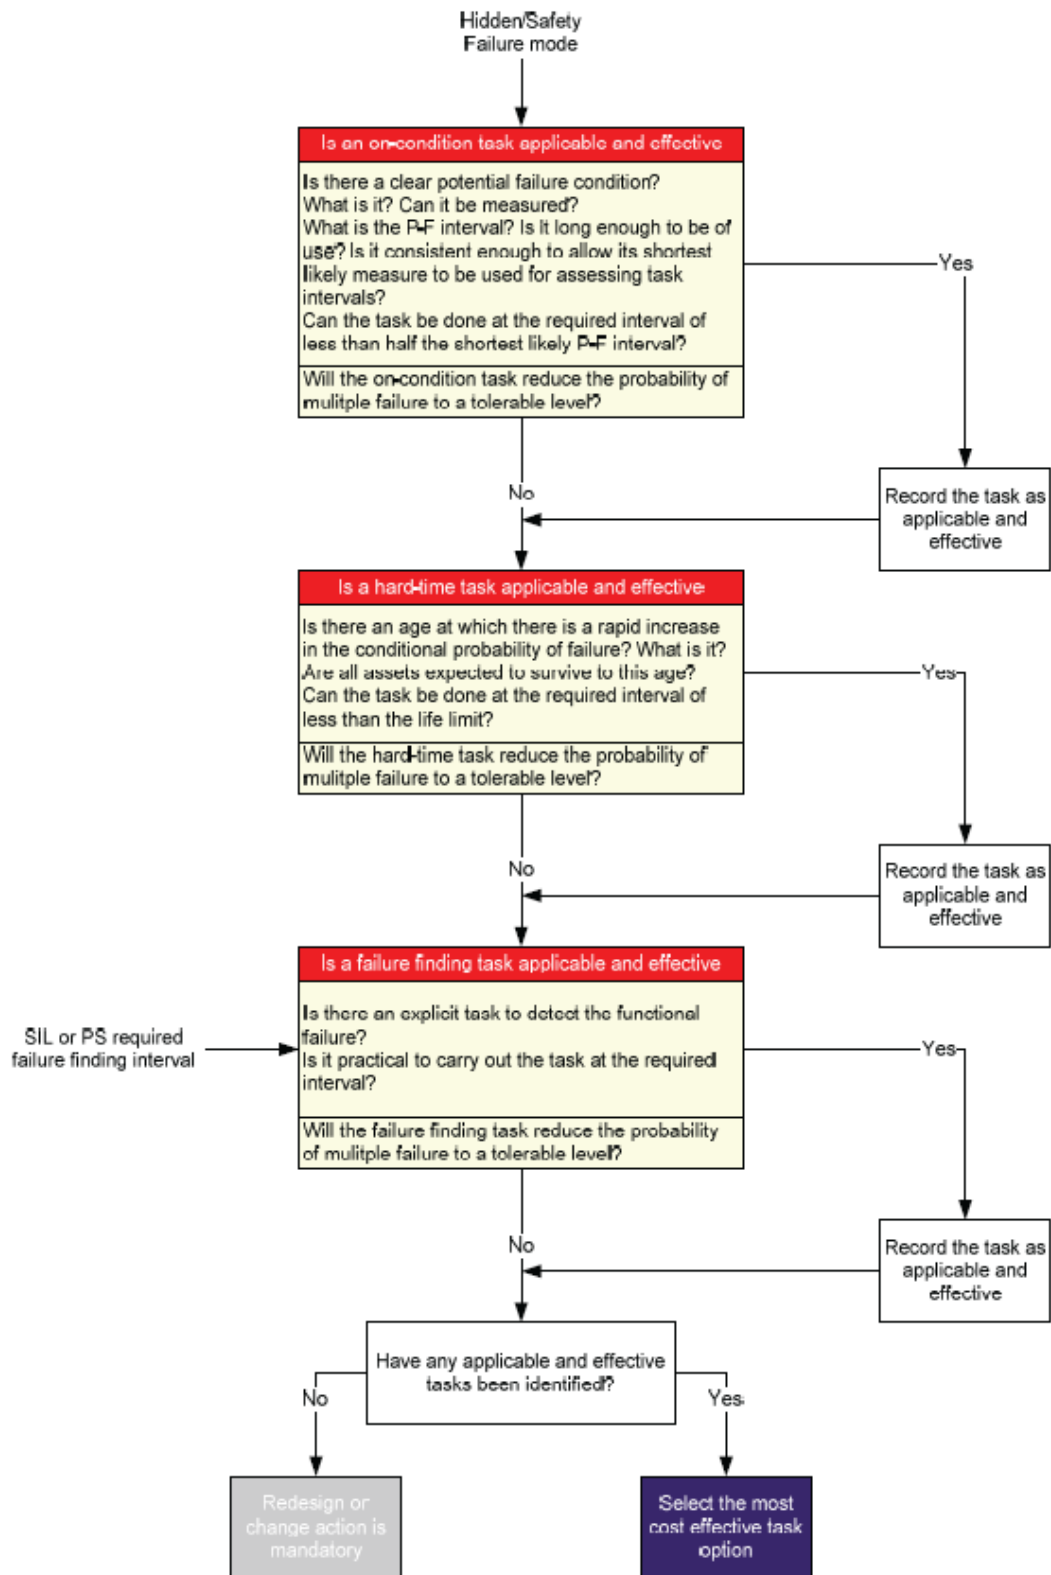 Hidden/Safety
Failure mode
Is an on-condition task applicable and effective
Is there a clear potential failure condition?
What is it? Can it be measured?
What is the P-F interval? Is it long enough to be of
use? Is it consistent enough to allow its shortest
likely measure to be used for assessing task
intervals?
Can the task be done at the required interval of
less than half the shortest likely P-F interval?
Will the on-condition task reduce the probability of
mulitple failure to a tolerable level?
Yes
No
Record the task as
applicable and
effective
Is a hard-time task applicable and effective
Is there an age at which there is a rapid increase
in the conditional probability of failure? What is it?
Are all assets expected to survive to this age?
Can the task be done at the required interval of
less than the life limit?
Will the hard-time task reduce the probability of
mulitple failure to a tolerable level?
Yes
No
Record the task as
applicable and
effective
Is a failure finding task applicable and effective
Is there an explicit task to detect the functional
failure?
Is it practical to carry out the task at the required
interval?
Will the failure finding task reduce the probability
of mulitple failure to a tolerable level?
SIL or PS required
failure finding interval
Yes
No
Record the task as
applicable and
effective
Have any applicable and effective
tasks been identified?
No
Yes
Redesign or
change action is
mandatory
Select the most
cost effective task
option